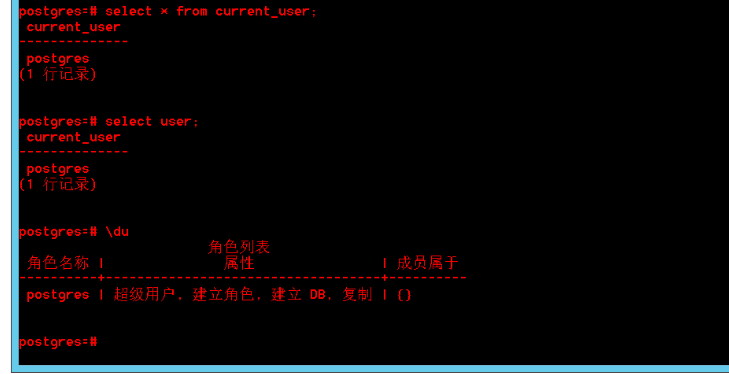 postgres=# select * from current_user;
current_user
--------------
postgres
(1 行记录)
postgres=# select user;
current_user
--------------
postgres
(1 行记录)
postgres=# \du
角色列表
角色名称 | 属性 | 成员属于
----------+------------------------------------+----------
postgres | 超级用户, 建立角色, 建立 DB, 复制 | {}
postgres=#